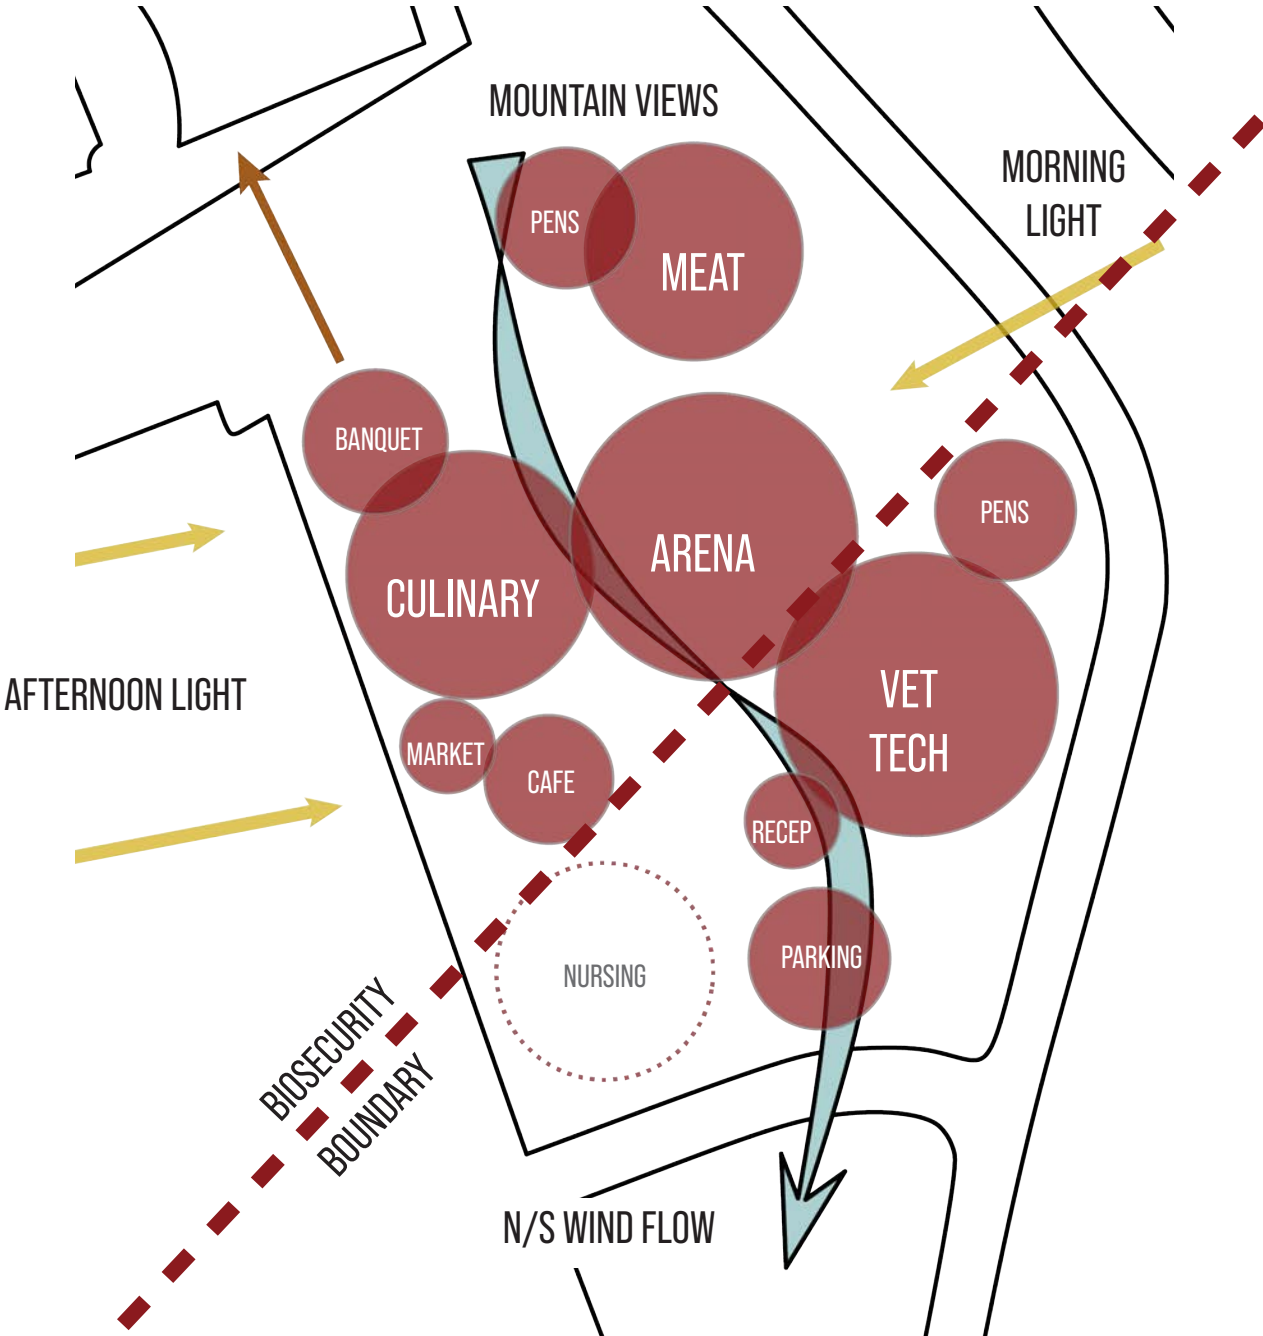 MOUNTAIN VIEWS
MORNING
LIGHT
PENS
MEAT
BANQUET
PENS
ARENA
CULINARY
AFTERNOON LIGHT
VET
TECH
MARKET
CAFE
RECEP
PARKING
NURSING
BIOSECURITY
BOUNDARY
N/S WIND FLOW